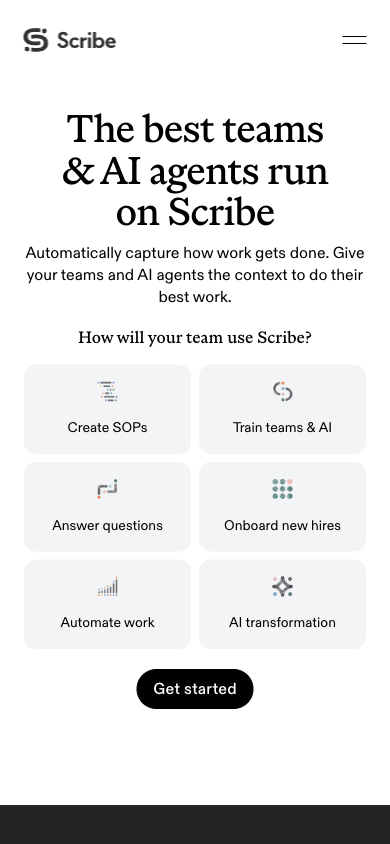 Scribe
The best teams
& AI agents run
on Scribe
Automatically capture how work gets done. Give
your teams and AI agents the context to do their
best work.
How will your team use Scribe?
Create SOPs
Train teams & AI
Answer questions
Onboard new hires
Automate work
AI transformation
Get started